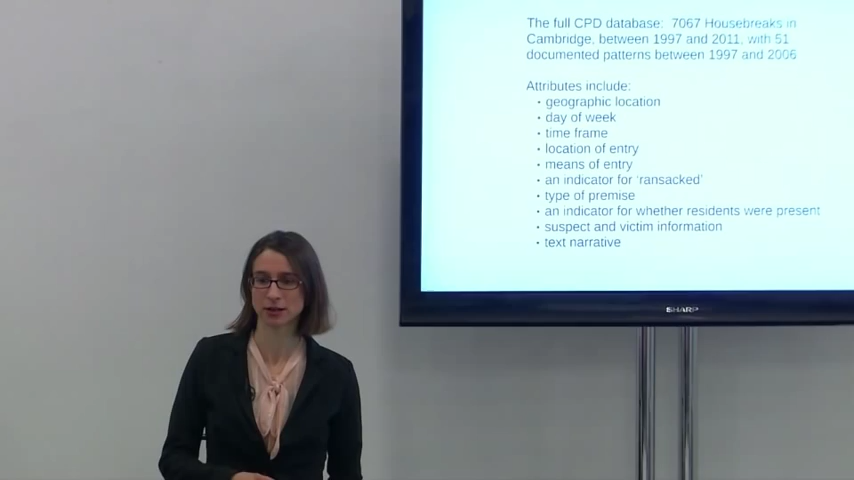 The full CPD database: 7067 Housebreaks in
Cambridge, between 1997 and 2011, with 51
documented patterns between 1997 and 2006
Attributes include:
• geographic location
• day of week
• time frame
• location of entry
• means of entry
• an indicator for 'ransacked'
• type of premise
• an indicator for whether residents were present
• suspect and victim information
• text narrative
SHARP